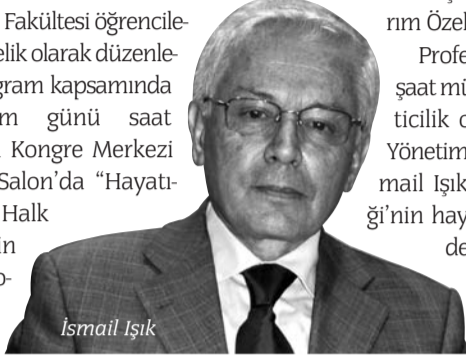 Fakültesi öğrencile-
elik olarak düzenle-
gram kapsamında
m günü saat
Kongre Merkezi
Salon’da “Hayatı-
Halk
in
rım Özel
Profe
şaat mü
ticilik
Yönetim
mail Işık
ği’nin hay
de
İsmail Işık